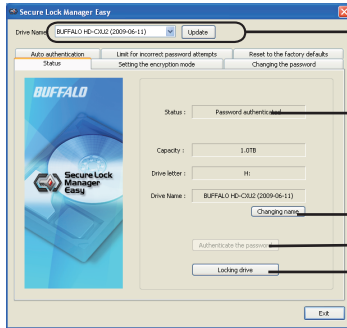 Secure Lock Manager Easy
Drive Name BUFFALO HD-CXU2 (2009-06-11) Update
Auto authentication Limit for incorrect password attempts Reset to the factory defaults
Status Setting the encryption mode Changing the password
BUFFALO
Status : Password authenticated
Capacity : 1.0TB
Drive letter : H:
Secure Lock
Manager
Easy
Drive Name : BUFFALO HD-CXU2 (2009-06-11)
Changing name
Authenticate the password
Locking drive
Exit